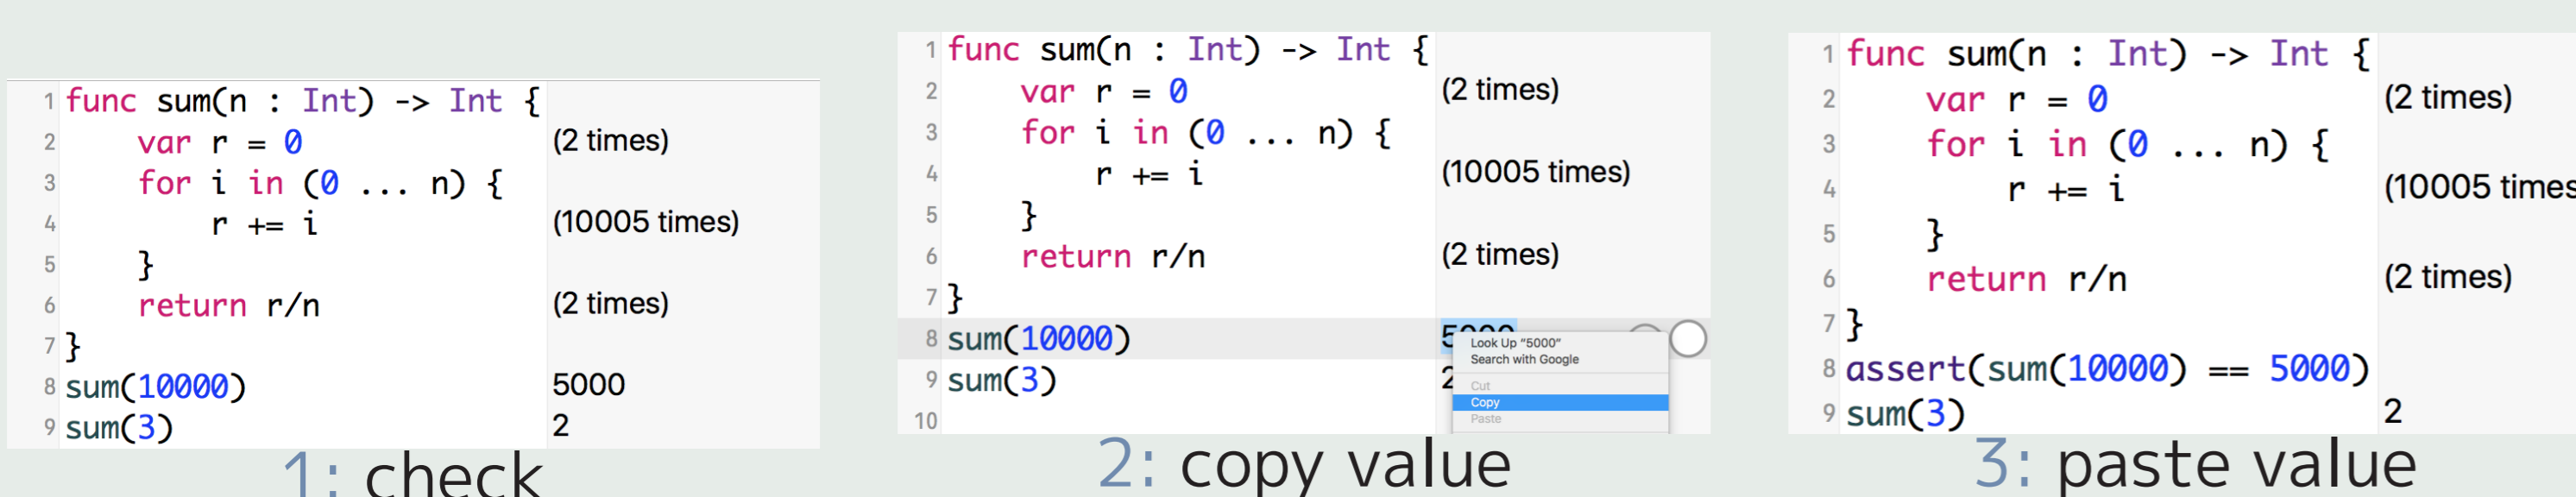 1 func sum(n : Int) -> Int {
2 var r = 0 (2 times)
3 for i in (0 ... n) {
4 r += i (10005 times)
5 }
6 return r/n (2 times)
7 }
8 sum(10000) 5000
9 sum(3) 2
1: check
1 func sum(n : Int) -> Int {
2 var r = 0 (2 times)
3 for i in (0 ... n) {
4 r += i (10005 times)
5 }
6 return r/n (2 times)
7 }
8 sum(10000) 5000
9 sum(3) 2
10
Look Up “5000”
Search with Google
Cut
Copy
Paste
2: copy value
1 func sum(n : Int) -> Int {
2 var r = 0 (2 times)
3 for i in (0 ... n) {
4 r += i (10005 times
5 }
6 return r/n (2 times)
7 }
8 assert(sum(10000) == 5000)
9 sum(3) 2
3: paste value